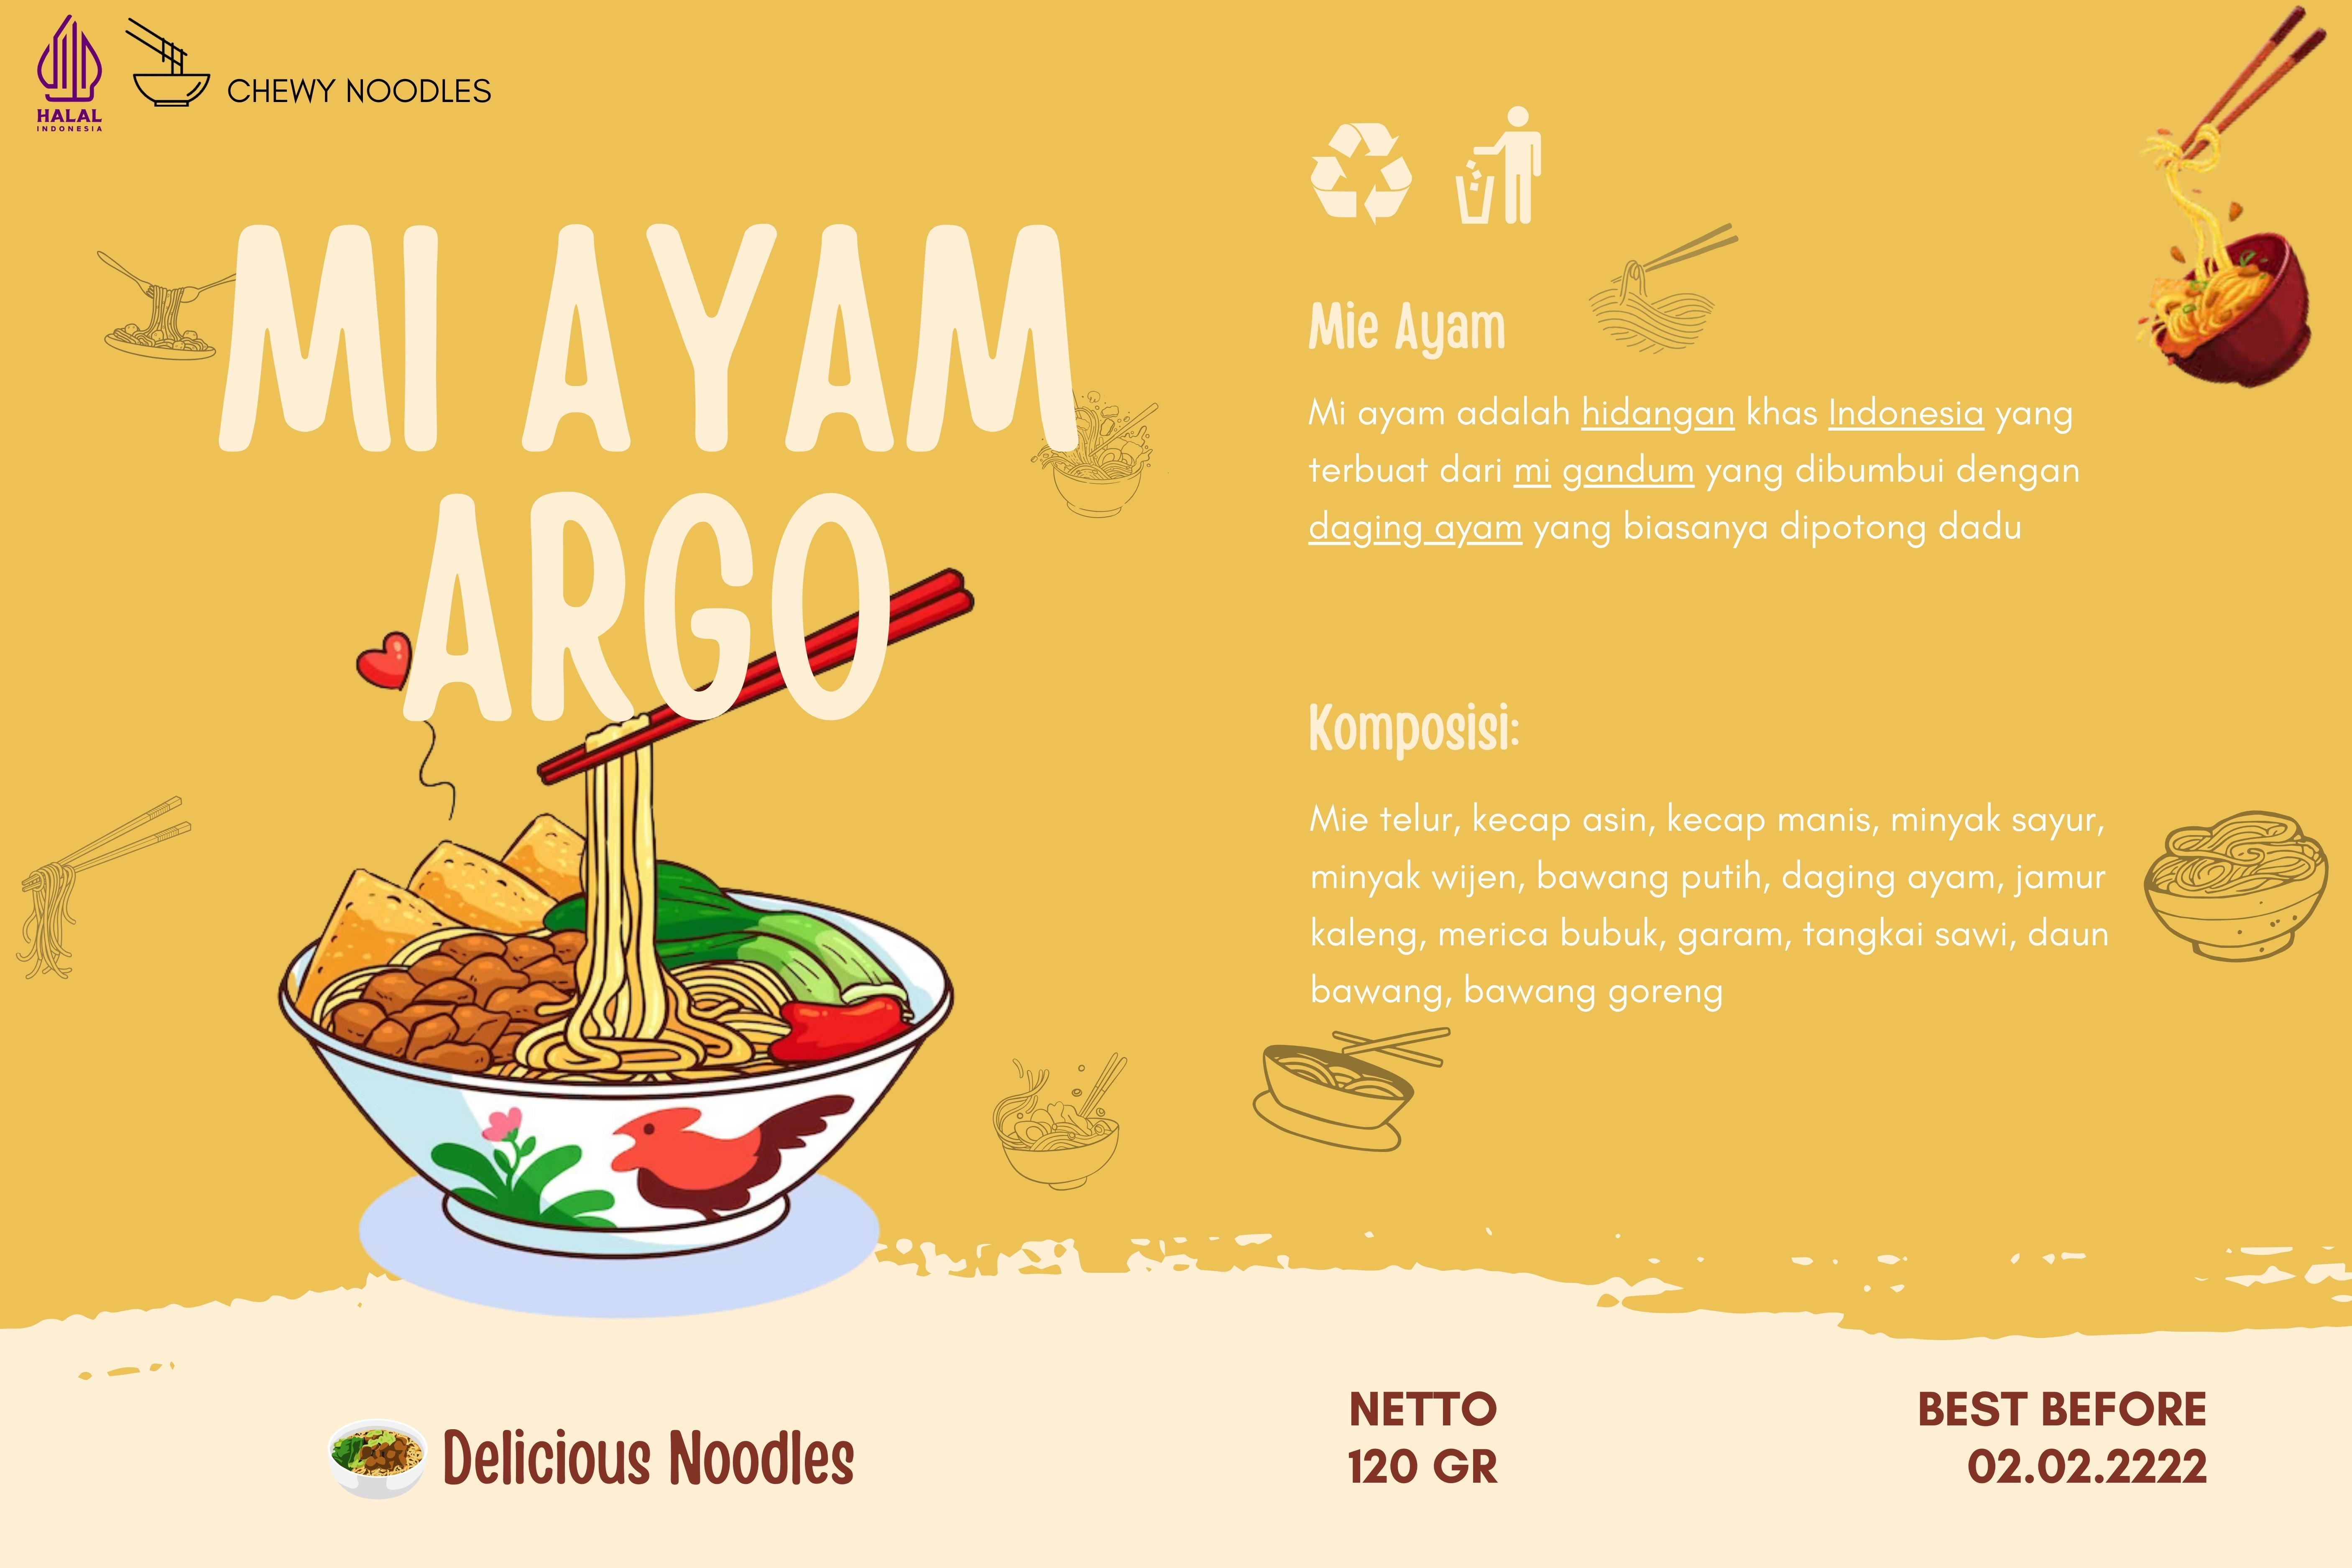 HALAL
INDONESIA
CHEWY NOODLES
MI AYAM
ARGO
Mie Ayam
Mi ayam adalah hidangan khas Indonesia yang
terbuat dari mi gandum yang dibumbui dengan
daging ayam yang biasanya dipotong dadu
Komposisi:
Mie telur, kecap asin, kecap manis, minyak sayur,
minyak wijen, bawang putih, daging ayam, jamur
kaleng, merica bubuk, garam, tangkai sawi, daun
bawang, bawang goreng
Delicious Noodles
NETTO
120 GR
BEST BEFORE
02.02.2222